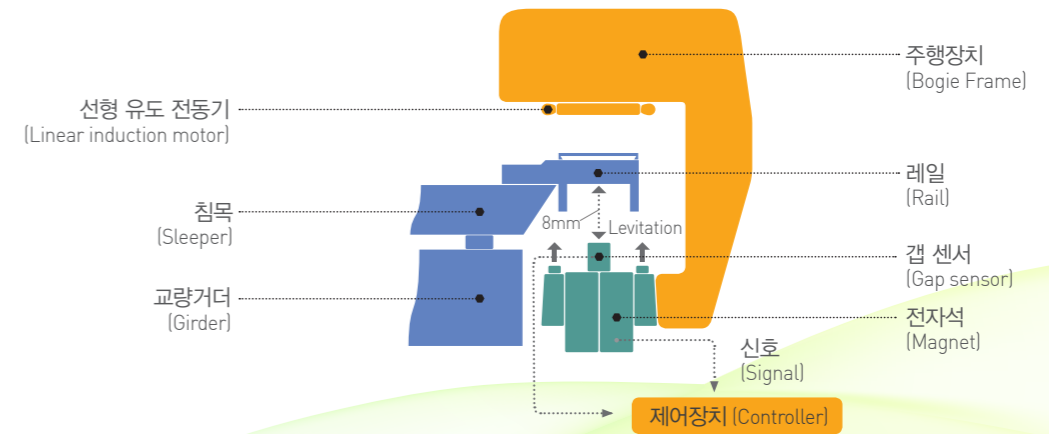 주행장치
(Bogie Frame)
선형 유도 전동기
(Linear induction motor)
레일
(Rail)
침목
(Sleeper)
8mm
Levitation
갭 센서
(Gap sensor)
교량거더
(Girder)
전자석
(Magnet)
신호
(Signal)
제어장치 (Controller)